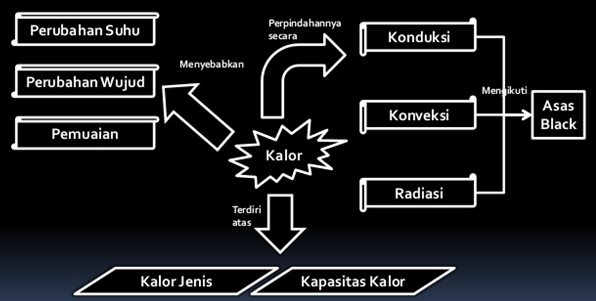 Perubahan Suhu
Perpindahannya
secara
Konduksi
Menyebabkan
Perubahan Wujud
Mengikuti
Asas
Black
Pemuaian
Konveksi
Kalor
Radiasi
Terdiri
atas
Kalor Jenis
Kapasitas Kalor